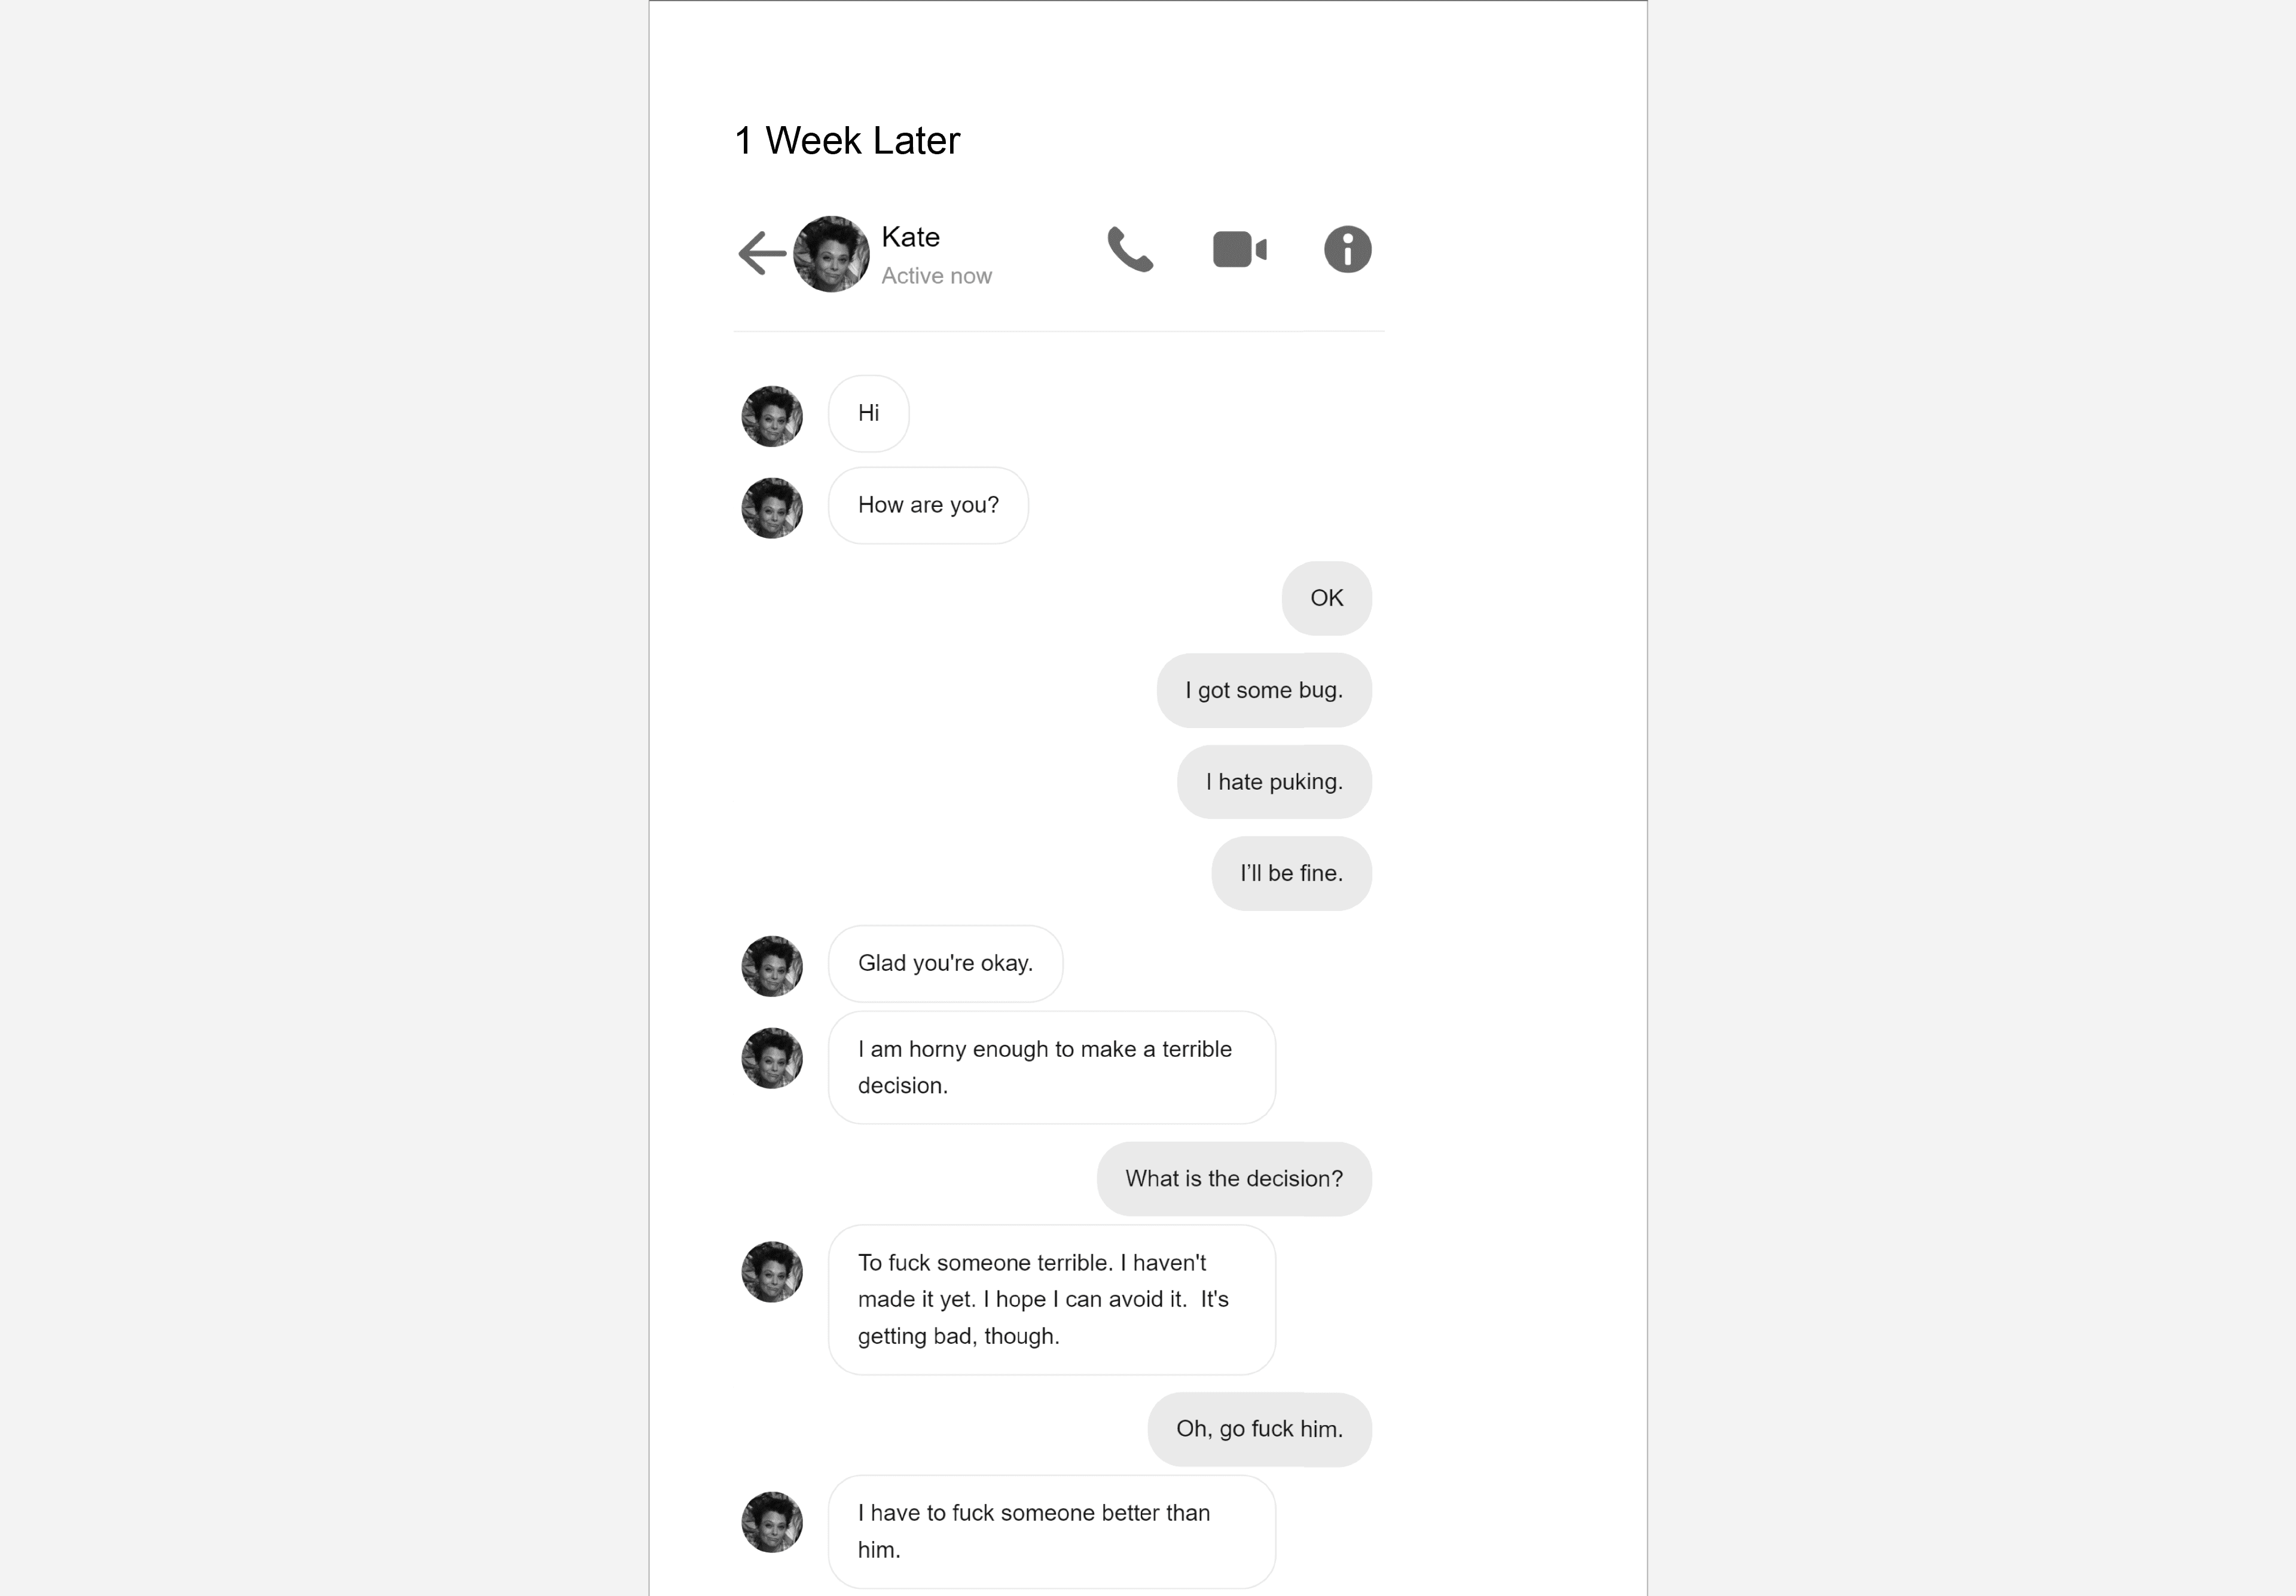 1 Week Later
Kate
Active now
Hi
How are you?
OK
I got some bug.
I hate puking.
I’ll be fine.
Glad you're okay.
I am horny enough to make a terrible
decision.
What is the decision?
To fuck someone terrible. I haven't
made it yet. I hope I can avoid it.  It's
getting bad, though.
Oh, go fuck him.
I have to fuck someone better than
him.